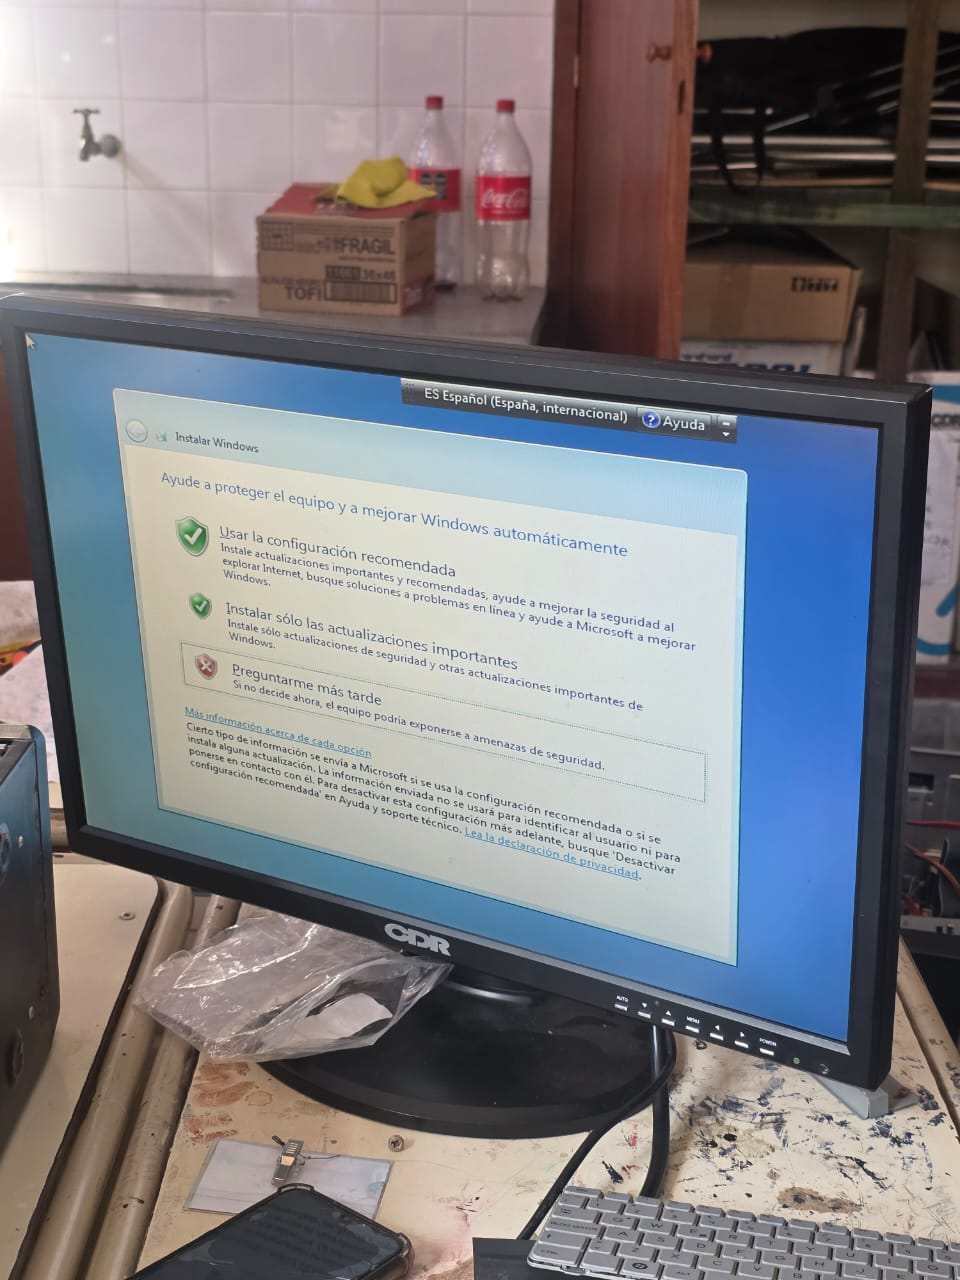 FRAGIL
TOFI
Coca-Cola
ES Español (España, internacional)
Ayuda
Instalar Windows
Ayude a proteger el equipo y a mejorar Windows automáticamente
Usar la configuración recomendada
Instale actualizaciones importantes y recomendadas, ayude a mejorar la seguridad al
explorar Internet, busque soluciones a problemas en línea y ayude a Microsoft a mejorar
Windows.
Instalar sólo las actualizaciones importantes
Instale sólo actualizaciones de seguridad y otras actualizaciones importantes de
Windows.
Preguntarme más tarde
Si no decide ahora, el equipo podría exponerse a amenazas de seguridad.
Más información acerca de cada opción
Cierto tipo de información se envía a Microsoft si se usa la configuración recomendada o si se
instala alguna actualización. La información enviada no se usará para identificar al usuario ni para
ponerse en contacto con él. Para desactivar esta configuración más adelante, busque 'Desactivar
configuración recomendada' en Ayuda y soporte técnico. Lea la declaración de privacidad.
CDR
AUTO
MENU
POWER